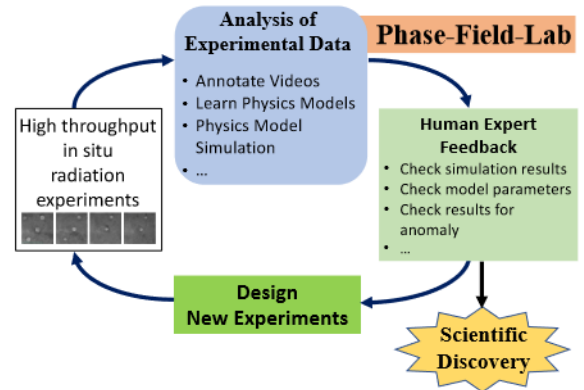 Analysis of
Experimental Data
• Annotate Videos
• Learn Physics Models
• Physics Model
Simulation
• ...
Phase-Field-Lab
High throughput
in situ
radiation
experiments
Human Expert
Feedback
• Check simulation results
• Check model parameters
• Check results for
anomaly
• ...
Design
New Experiments
Scientific
Discovery